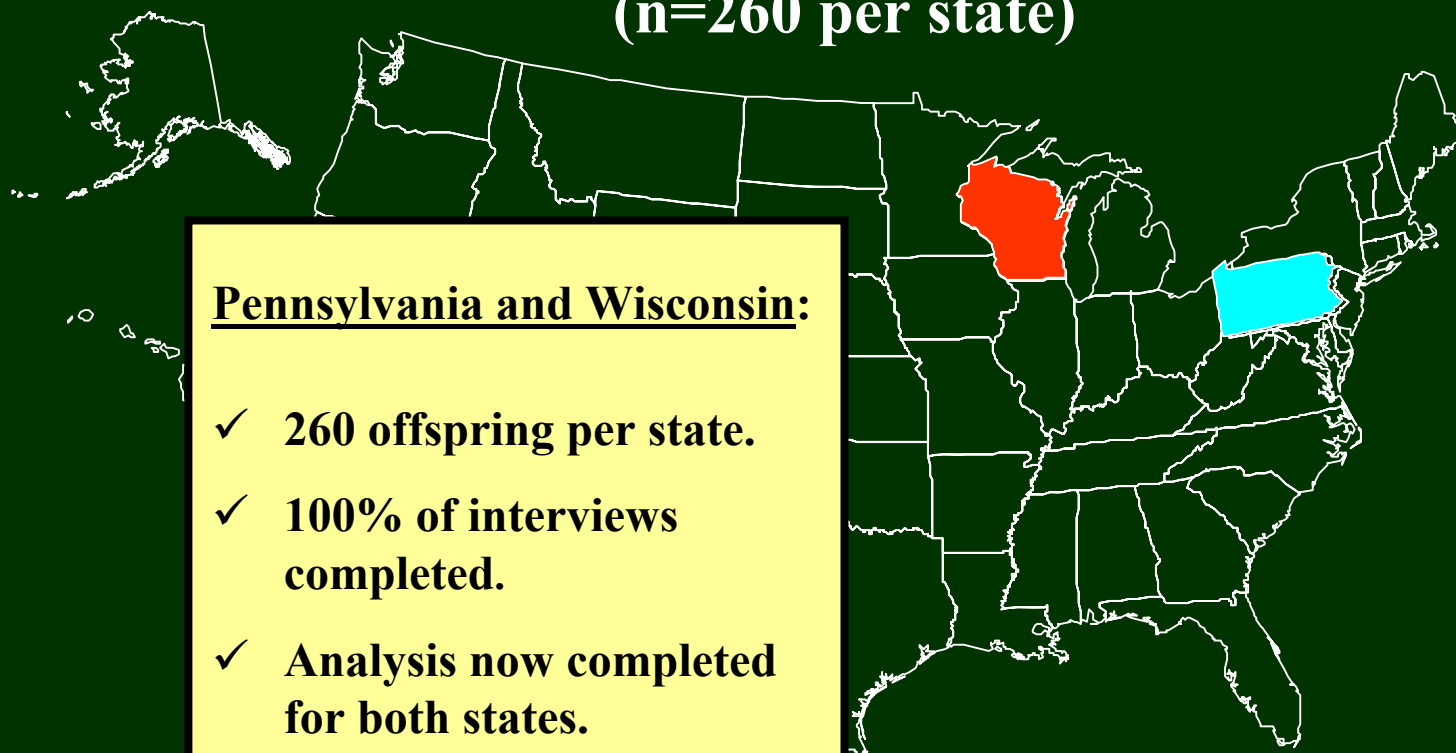 (n=260 per state)
Pennsylvania and Wisconsin:
✓ 260 offspring per state.
✓ 100% of interviews
completed.
✓ Analysis now completed
for both states.